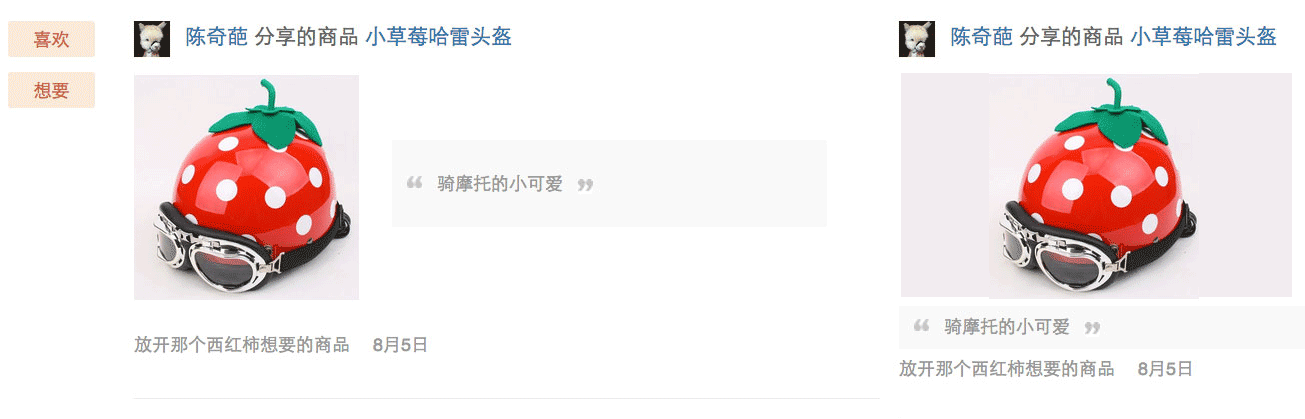 喜欢
想要
陈奇葩 分享的商品 小草莓哈雷头盔
“ 骑摩托的小可爱 ”
放开那个西红柿想要的商品 8月5日
陈奇葩 分享的商品 小草莓哈雷头盔
“ 骑摩托的小可爱 ”
放开那个西红柿想要的商品 8月5日